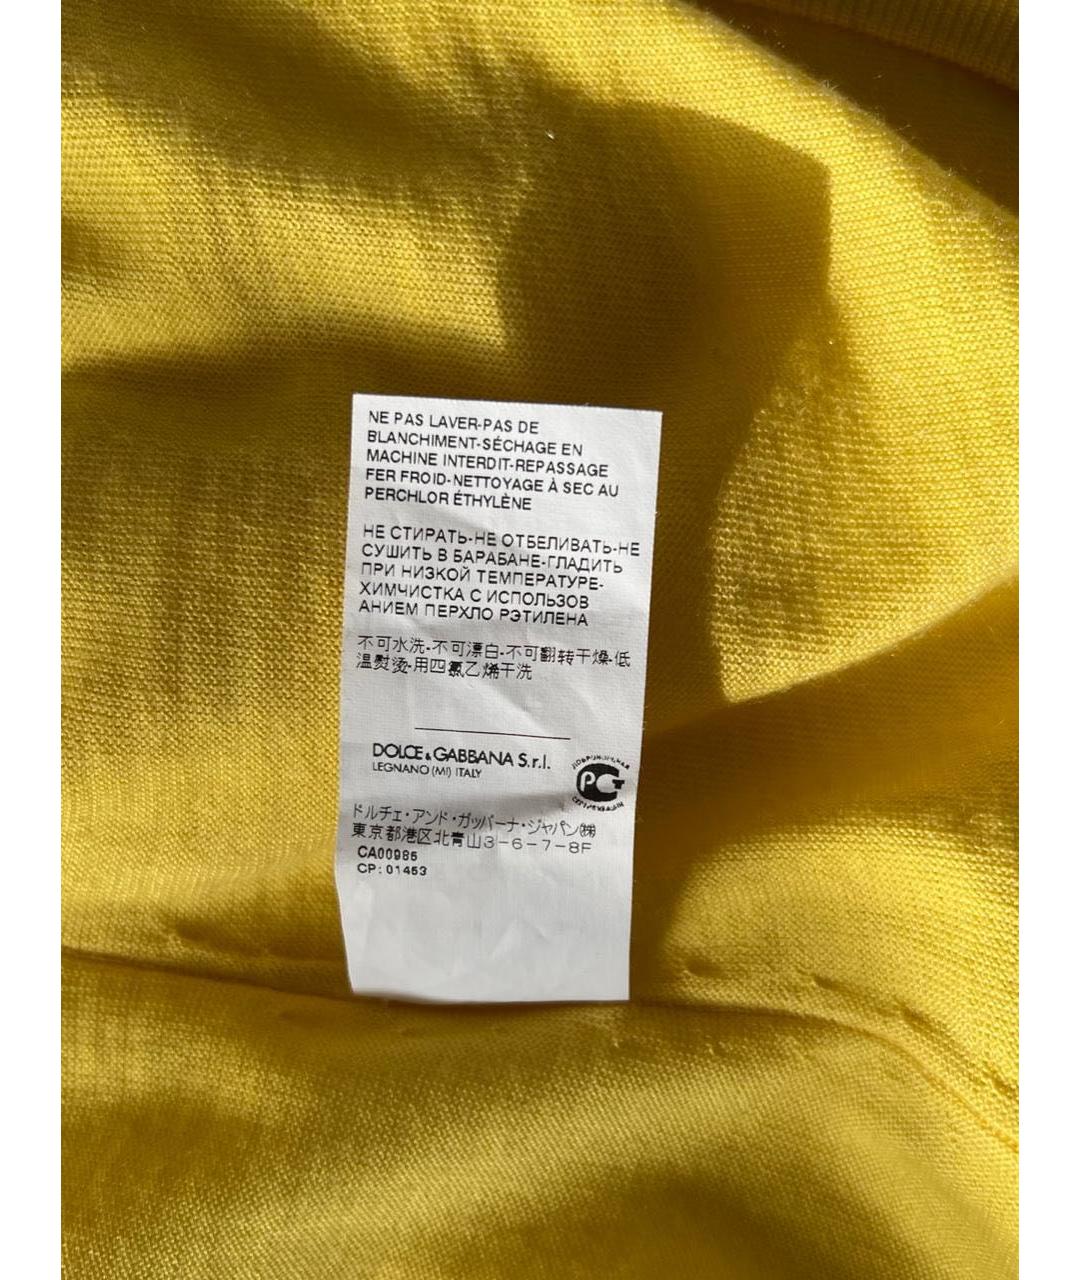 NE PAS LAVER-PAS DE
BLANCHIMENT-SÉCHAGE EN
MACHINE INTERDIT-REPASSAGE
FER FROID-NETTOYAGE À SEC AU
PERCHLOR ÉTHYLÈNE
НЕ СТИРАТЬ-НЕ ОТБЕЛИВАТЬ-НЕ
СУШИТЬ В БАРАБАНЕ-ГЛАДИТЬ
ПРИ НИЗКОЙ ТЕМПЕРАТУРЕ-
ХИМЧИСТКА С ИСПОЛЬЗОВ
АНИЕМ ПЕРХЛО РЭТИЛЕНА
不可水洗-不可漂白-不可翻转干燥-低
温熨烫-用四氯乙烯干洗
DOLCE & GABBANA S.r.l.
LEGNANO (MI) ITALY
РСТ
ドルチェ・アンド・ガッバーナ・ジャパン㈱
東京都港区北青山3-6-7-8F
CA00985
CP: 01453